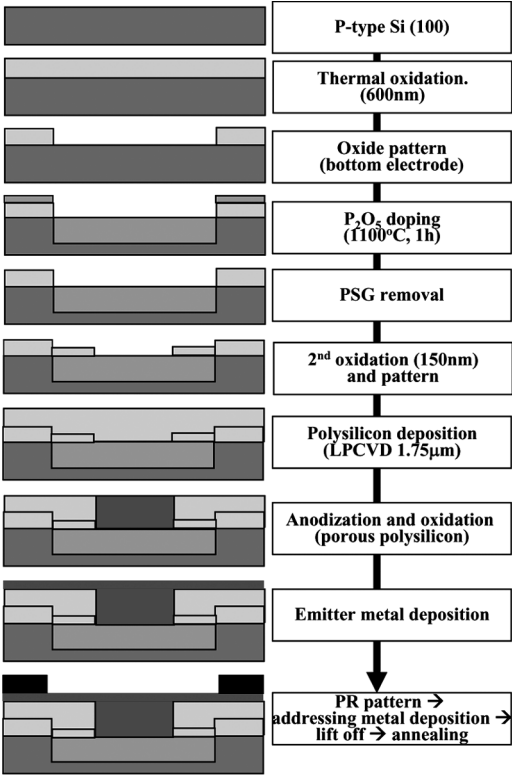 P-type Si (100)
Thermal oxidation.
(600nm)
Oxide pattern
(bottom electrode)
P₂O₅ doping
(1100°C, 1h)
PSG removal
2ⁿᵈ oxidation (150nm)
and pattern
Polysilicon deposition
(LPCVD 1.75μm)
Anodization and oxidation
(porous polysilicon)
Emitter metal deposition
PR pattern →
addressing metal deposition →
lift off → annealing